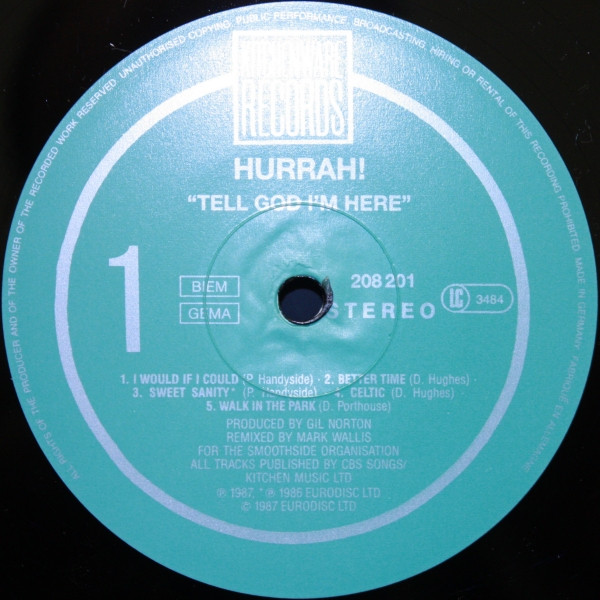 ALL RIGHTS OF THE PRODUCER AND OF THE OWNER OF THE RECORDED WORK RESERVED. UNAUTHORISED COPYING, PUBLIC PERFORMANCE, BROADCASTING, HIRING OR RENTAL OF THIS RECORDING PROHIBITED. MADE IN GERMANY. FABRIQUÉ EN ALLEMAGNE
KITCHENWARE
RECORDS
HURRAH!
"TELL GOD I'M HERE"
1
BIEM
GEMA
208 201
STEREO
LC 3484
1. I WOULD IF I COULD (P. Handyside) · 2. BETTER TIME (D. Hughes) ·
3. SWEET SANITY* (P. Handyside) · 4. CELTIC (D. Hughes)
5. WALK IN THE PARK (D. Porthouse)
PRODUCED BY GIL NORTON
REMIXED BY MARK WALLIS
FOR THE SMOOTHSIDE ORGANISATION
ALL TRACKS PUBLISHED BY CBS SONGS/
KITCHEN MUSIC LTD
℗ 1987, * ℗ 1985 EURODISC LTD
© 1987 EURODISC LTD